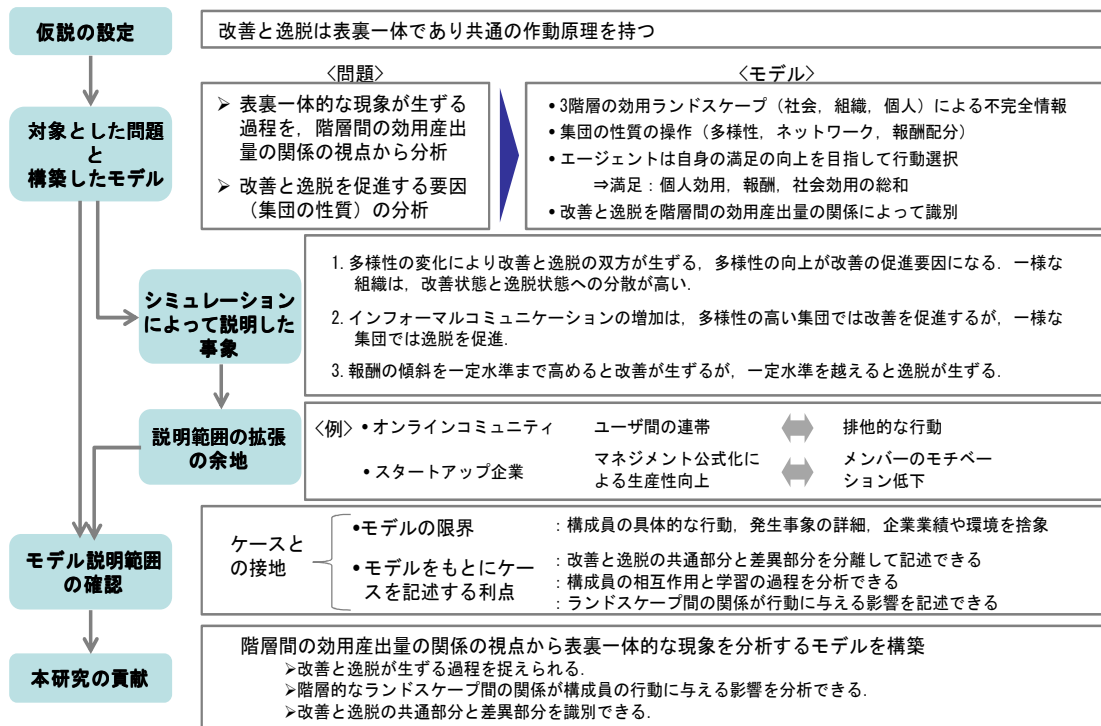 仮説の設定
改善と逸脱は表裏一体であり共通の作動原理を持つ
対象とした問題
と
構築したモデル
〈問題〉
➢ 表裏一体的な現象が生ずる
過程を，階層間の効用産出
量の関係の視点から分析
➢ 改善と逸脱を促進する要因
（集団の性質）の分析
〈モデル〉
• 3階層の効用ランドスケープ（社会，組織，個人）による不完全情報
• 集団の性質の操作（多様性，ネットワーク，報酬配分）
• エージェントは自身の満足の向上を目指して行動選択
⇒満足：個人効用，報酬，社会効用の総和
• 改善と逸脱を階層間の効用産出量の関係によって識別
シミュレーション
によって説明した
事象
1. 多様性の変化により改善と逸脱の双方が生ずる，多様性の向上が改善の促進要因になる．一様な
組織は，改善状態と逸脱状態への分散が高い．
2. インフォーマルコミュニケーションの増加は，多様性の高い集団では改善を促進するが，一様な
集団では逸脱を促進．
3. 報酬の傾斜を一定水準まで高めると改善が生ずるが，一定水準を越えると逸脱が生ずる．
説明範囲の拡張
の余地
〈例〉 • オンラインコミュニティ ユーザ間の連帯 排他的な行動
• スタートアップ企業 マネジメント公式化に メンバーのモチベー
よる生産性向上 ション低下
モデル説明範囲
の確認
ケースと
の接地
•モデルの限界 ：構成員の具体的な行動，発生事象の詳細，企業業績や環境を捨象
•モデルをもとにケー
スを記述する利点
：改善と逸脱の共通部分と差異部分を分離して記述できる
：構成員の相互作用と学習の過程を分析できる
：ランドスケープ間の関係が行動に与える影響を記述できる
本研究の貢献
階層間の効用産出量の関係の視点から表裏一体的な現象を分析するモデルを構築
➢改善と逸脱が生ずる過程を捉えられる．
➢階層的なランドスケープ間の関係が構成員の行動に与える影響を分析できる．
➢改善と逸脱の共通部分と差異部分を識別できる．